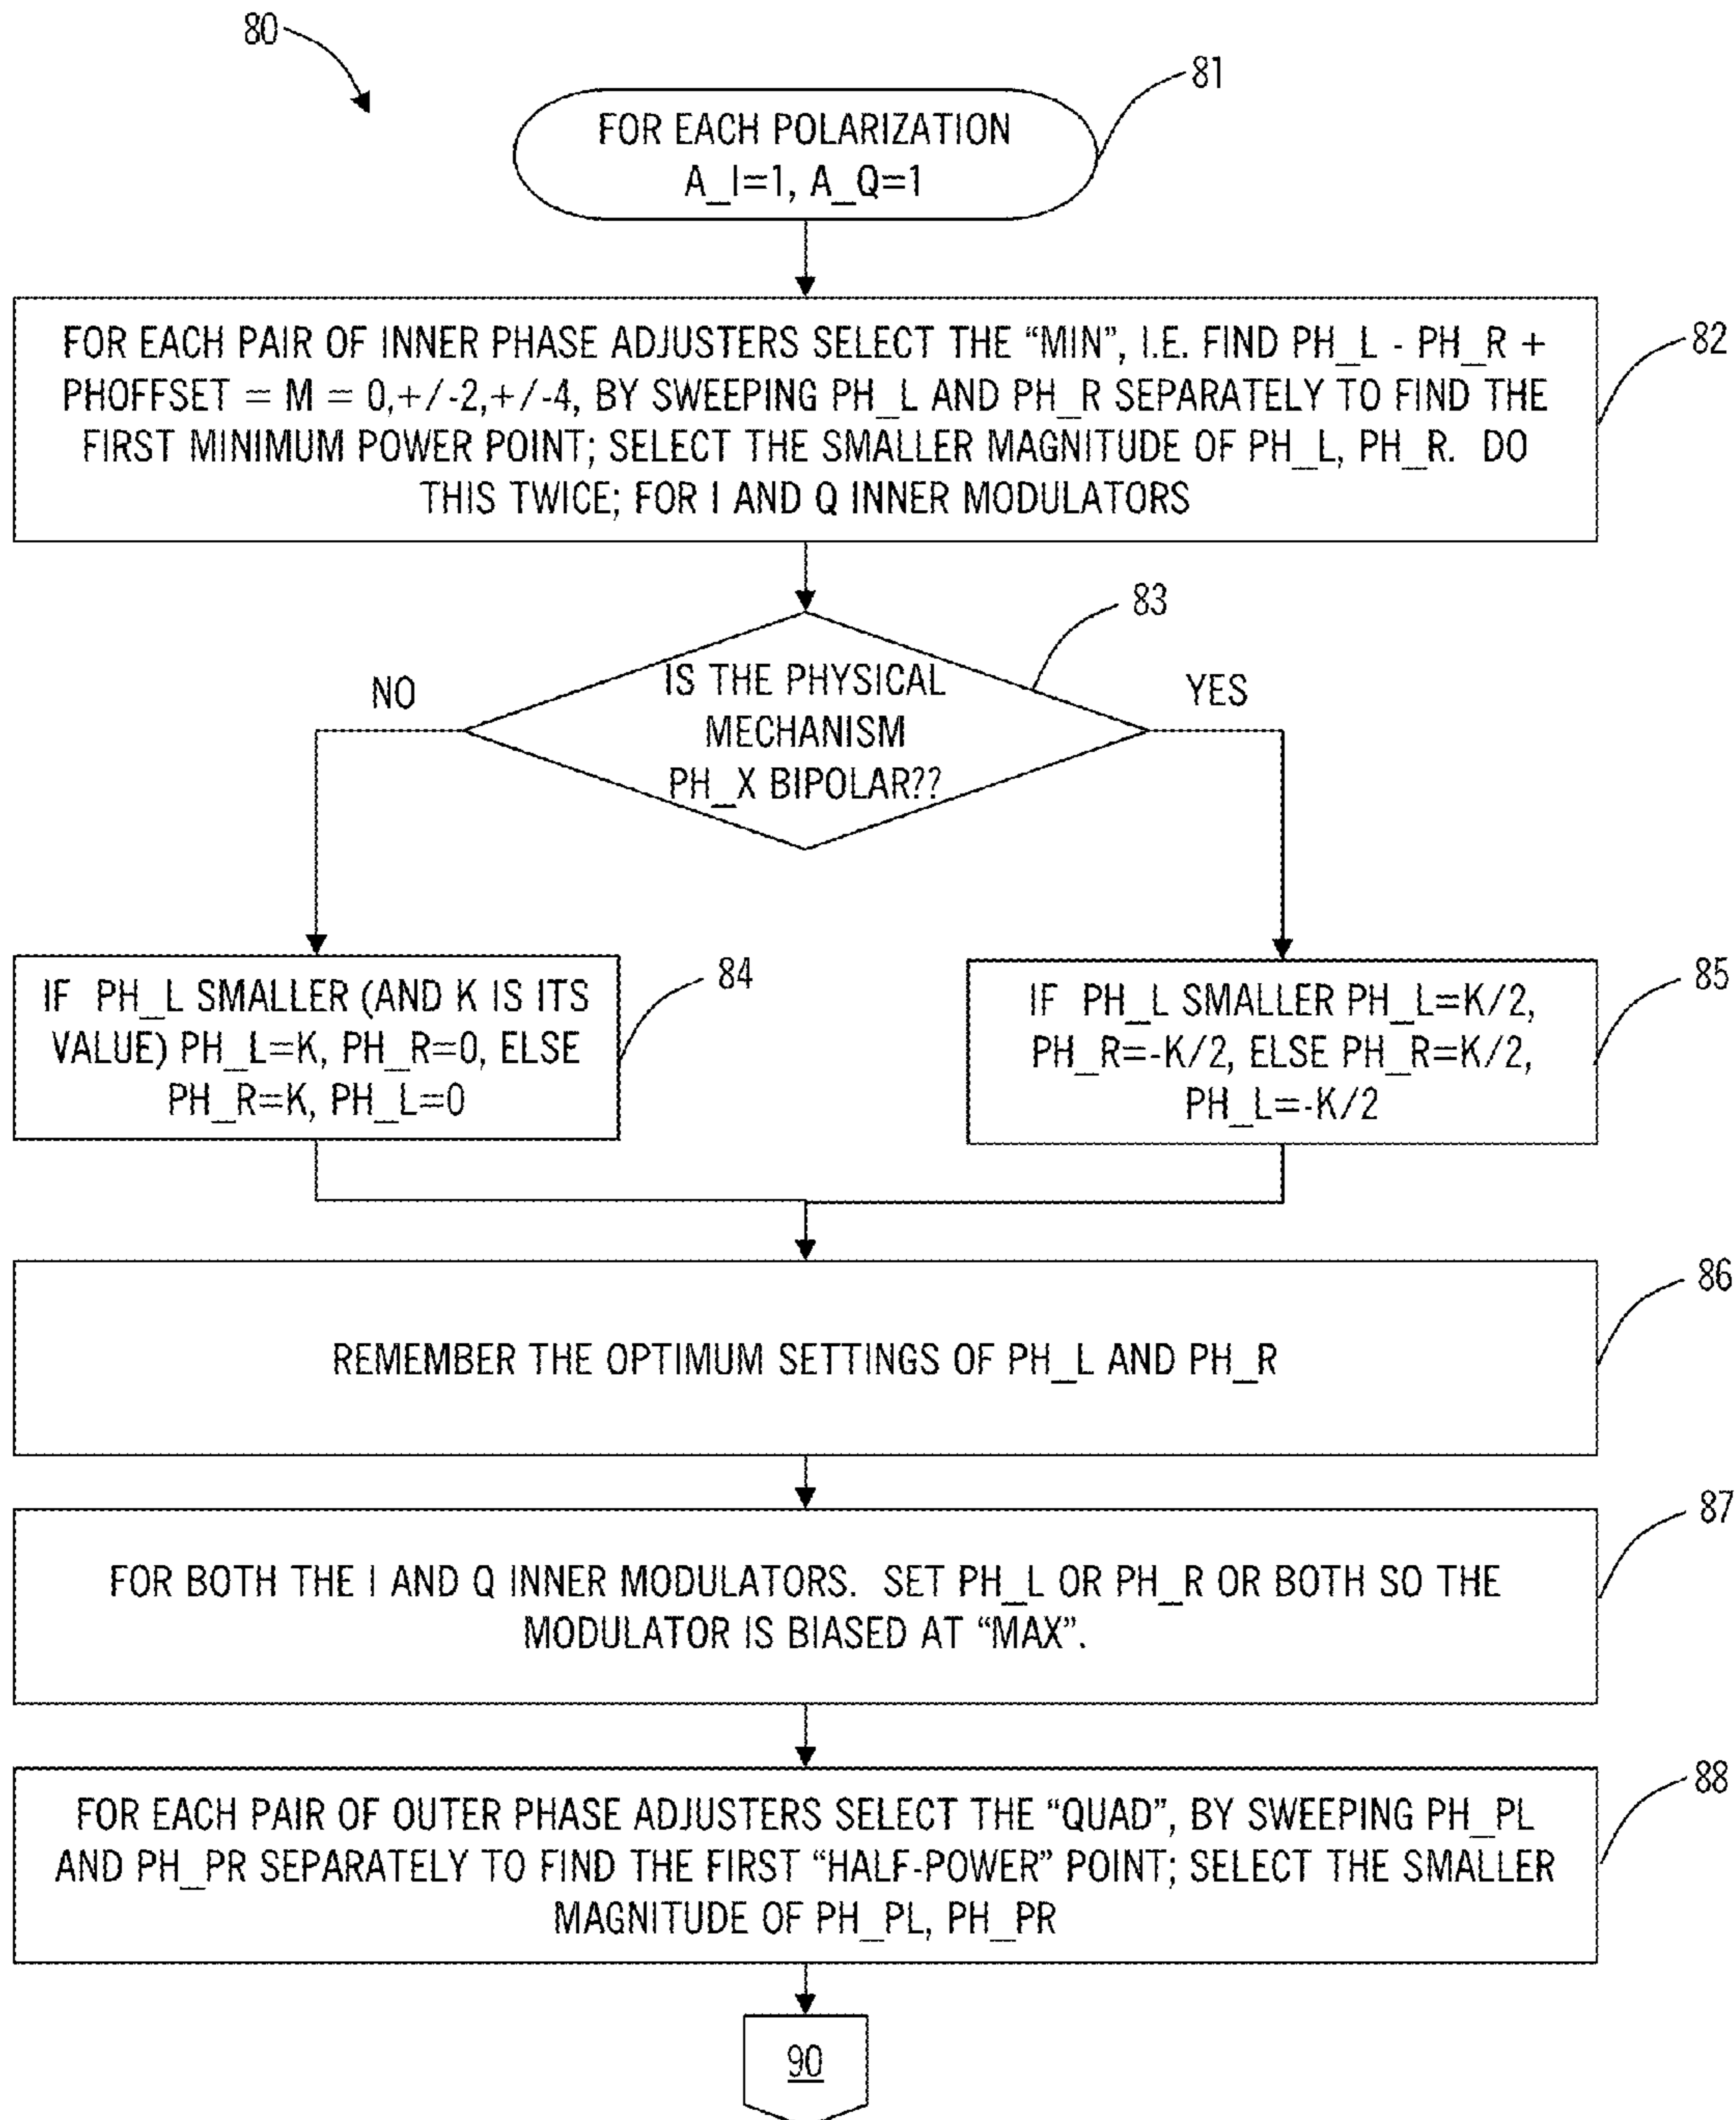 80
81
FOR EACH POLARIZATION
A_I=1, A_Q=1
FOR EACH PAIR OF INNER PHASE ADJUSTERS SELECT THE “MIN”, I.E. FIND PH_L - PH_R +
PHOFFSET = M = 0,+/-2,+/-4, BY SWEEPING PH_L AND PH_R SEPARATELY TO FIND THE
FIRST MINIMUM POWER POINT; SELECT THE SMALLER MAGNITUDE OF PH_L, PH_R. DO
THIS TWICE; FOR I AND Q INNER MODULATORS
82
83
IS THE PHYSICAL
MECHANISM
PH_X BIPOLAR??
NO
YES
IF PH_L SMALLER (AND K IS ITS
VALUE) PH_L=K, PH_R=0, ELSE
PH_R=K, PH_L=0
84
IF PH_L SMALLER PH_L=K/2,
PH_R=-K/2, ELSE PH_R=K/2,
PH_L=-K/2
85
REMEMBER THE OPTIMUM SETTINGS OF PH_L AND PH_R
86
FOR BOTH THE I AND Q INNER MODULATORS. SET PH_L OR PH_R OR BOTH SO THE
MODULATOR IS BIASED AT “MAX”.
87
FOR EACH PAIR OF OUTER PHASE ADJUSTERS SELECT THE “QUAD”, BY SWEEPING PH_PL
AND PH_PR SEPARATELY TO FIND THE FIRST “HALF-POWER” POINT; SELECT THE SMALLER
MAGNITUDE OF PH_PL, PH_PR
88
90